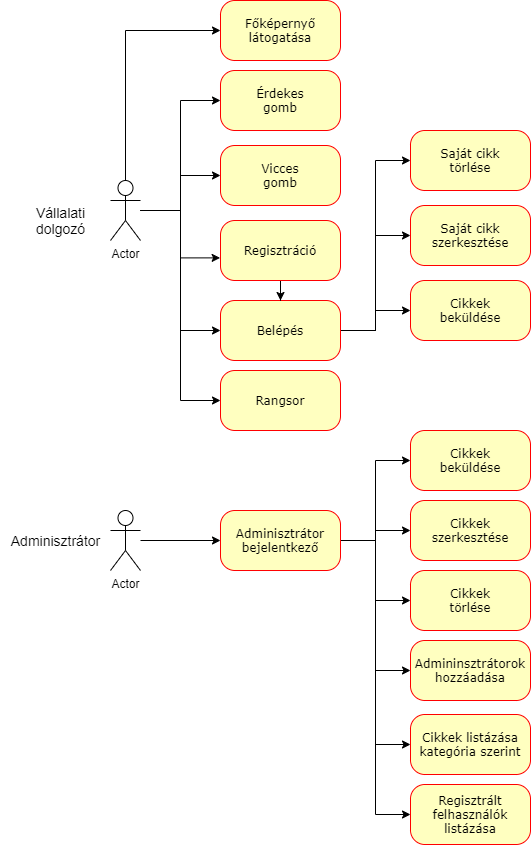 Főképernyő
látogatása
Érdekes
gomb
Vicces
gomb
Vállalati
dolgozó
Actor
Regisztráció
Belépés
Rangsor
Saját cikk
törlése
Saját cikk
szerkesztése
Cikkek
beküldése
Adminisztrátor
Actor
Adminisztrátor
bejelentkező
Cikkek
beküldése
Cikkek
szerkesztése
Cikkek
törlése
Admininsztrátorok
hozzáadása
Cikkek listázása
kategória szerint
Regisztrált
felhasználók
listázása